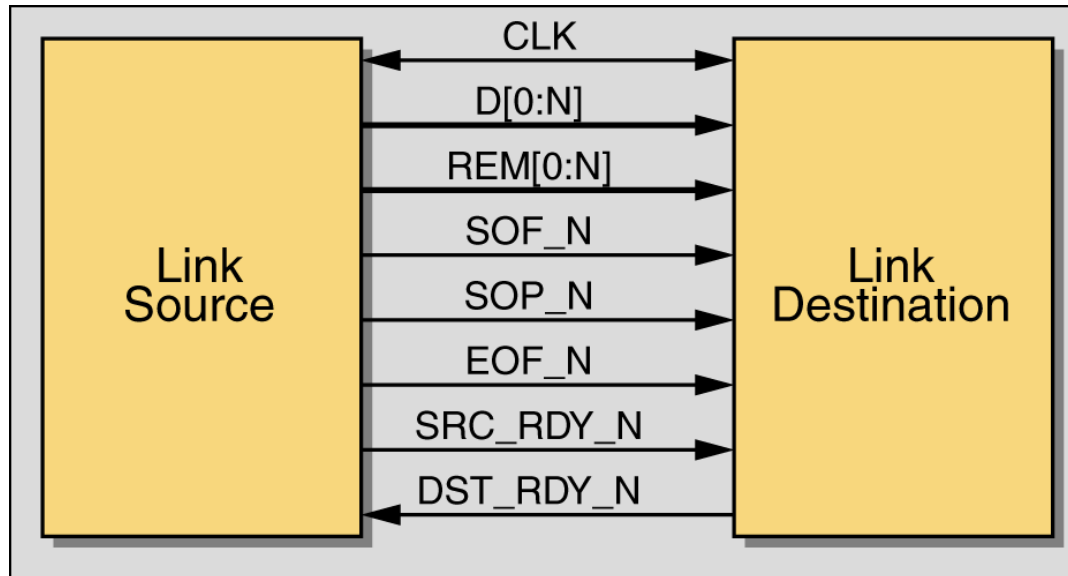 CLK
D[0:N]
REM[0:N]
SOF_N
Link
Source
Link
Destination
SOP_N
EOF_N
SRC_RDY_N
DST_RDY_N